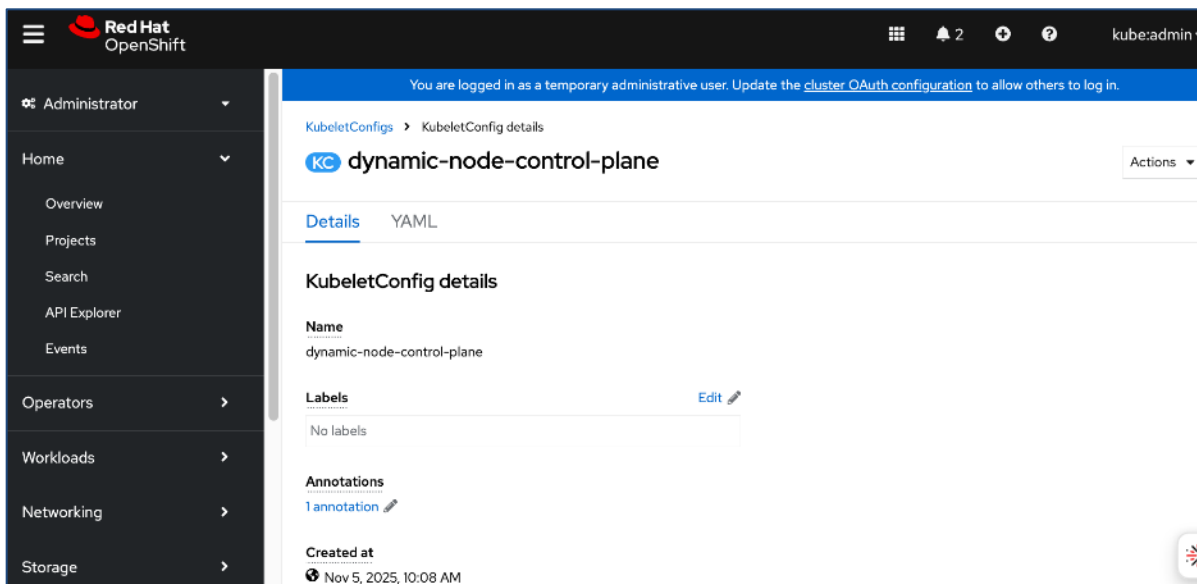 Red Hat
OpenShift
2
kube:admin
You are logged in as a temporary administrative user. Update the cluster OAuth configuration to allow others to log in.
Administrator
Home
Overview
Projects
Search
API Explorer
Events
Operators
Workloads
Networking
Storage
KubeletConfigs > KubeletConfig details
KC dynamic-node-control-plane
Actions
Details YAML
KubeletConfig details
Name
dynamic-node-control-plane
Labels
Edit
No labels
Annotations
1 annotation
Created at
Nov 5, 2025, 10:08 AM